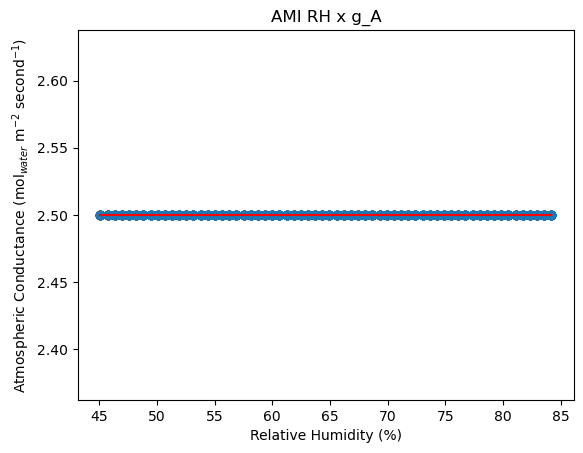 AMI RH x g_A
Atmospheric Conductance (mol$_{water}$ m$^{-2}$ second$^{-1}$)
2.60
2.55
2.50
2.45
2.40
45 50 55 60 65 70 75 80 85
Relative Humidity (%)